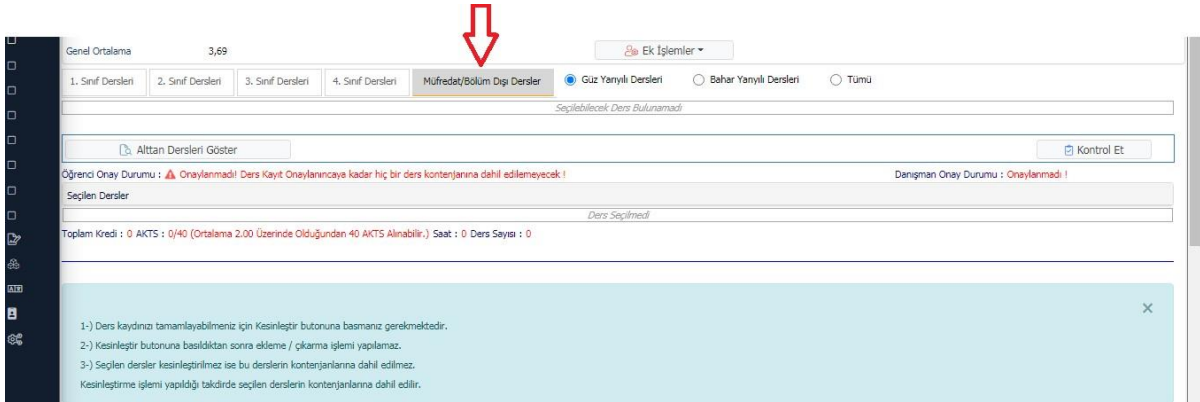 Genel Ortalama 3,69 Ek İşlemler
1. Sınıf Dersleri 2. Sınıf Dersleri 3. Sınıf Dersleri 4. Sınıf Dersleri Müfredat/Bölüm Dışı Dersler Güz Yarıyılı Dersleri Bahar Yarıyılı Dersleri Tümü
Seçilebilecek Ders Bulunamadı
Alttan Dersleri Göster Kontrol Et
Öğrenci Onay Durumu : Onaylanmadı! Ders Kayıt Onaylanıncaya kadar hiç bir ders kontenjanına dahil edilemeyecek ! Danışman Onay Durumu : Onaylanmadı !
Seçilen Dersler
Ders Seçilmedi
Toplam Kredi : 0 AKTS : 0/40 (Ortalama 2.00 Üzerinde Olduğundan 40 AKTS Alınabilir.) Saat : 0 Ders Sayısı : 0
1-) Ders kaydınızı tamamlayabilmeniz için Kesinleştir butonuna basmanız gerekmektedir.
2-) Kesinleştir butonuna basıldıktan sonra ekleme / çıkarma işlemi yapılamaz.
3-) Seçilen dersler kesinleştirilmez ise bu derslerin kontenjanlarına dahil edilmez.
Kesinleştirme işlemi yapıldığı takdirde seçilen derslerin kontenjanlarına dahil edilir.